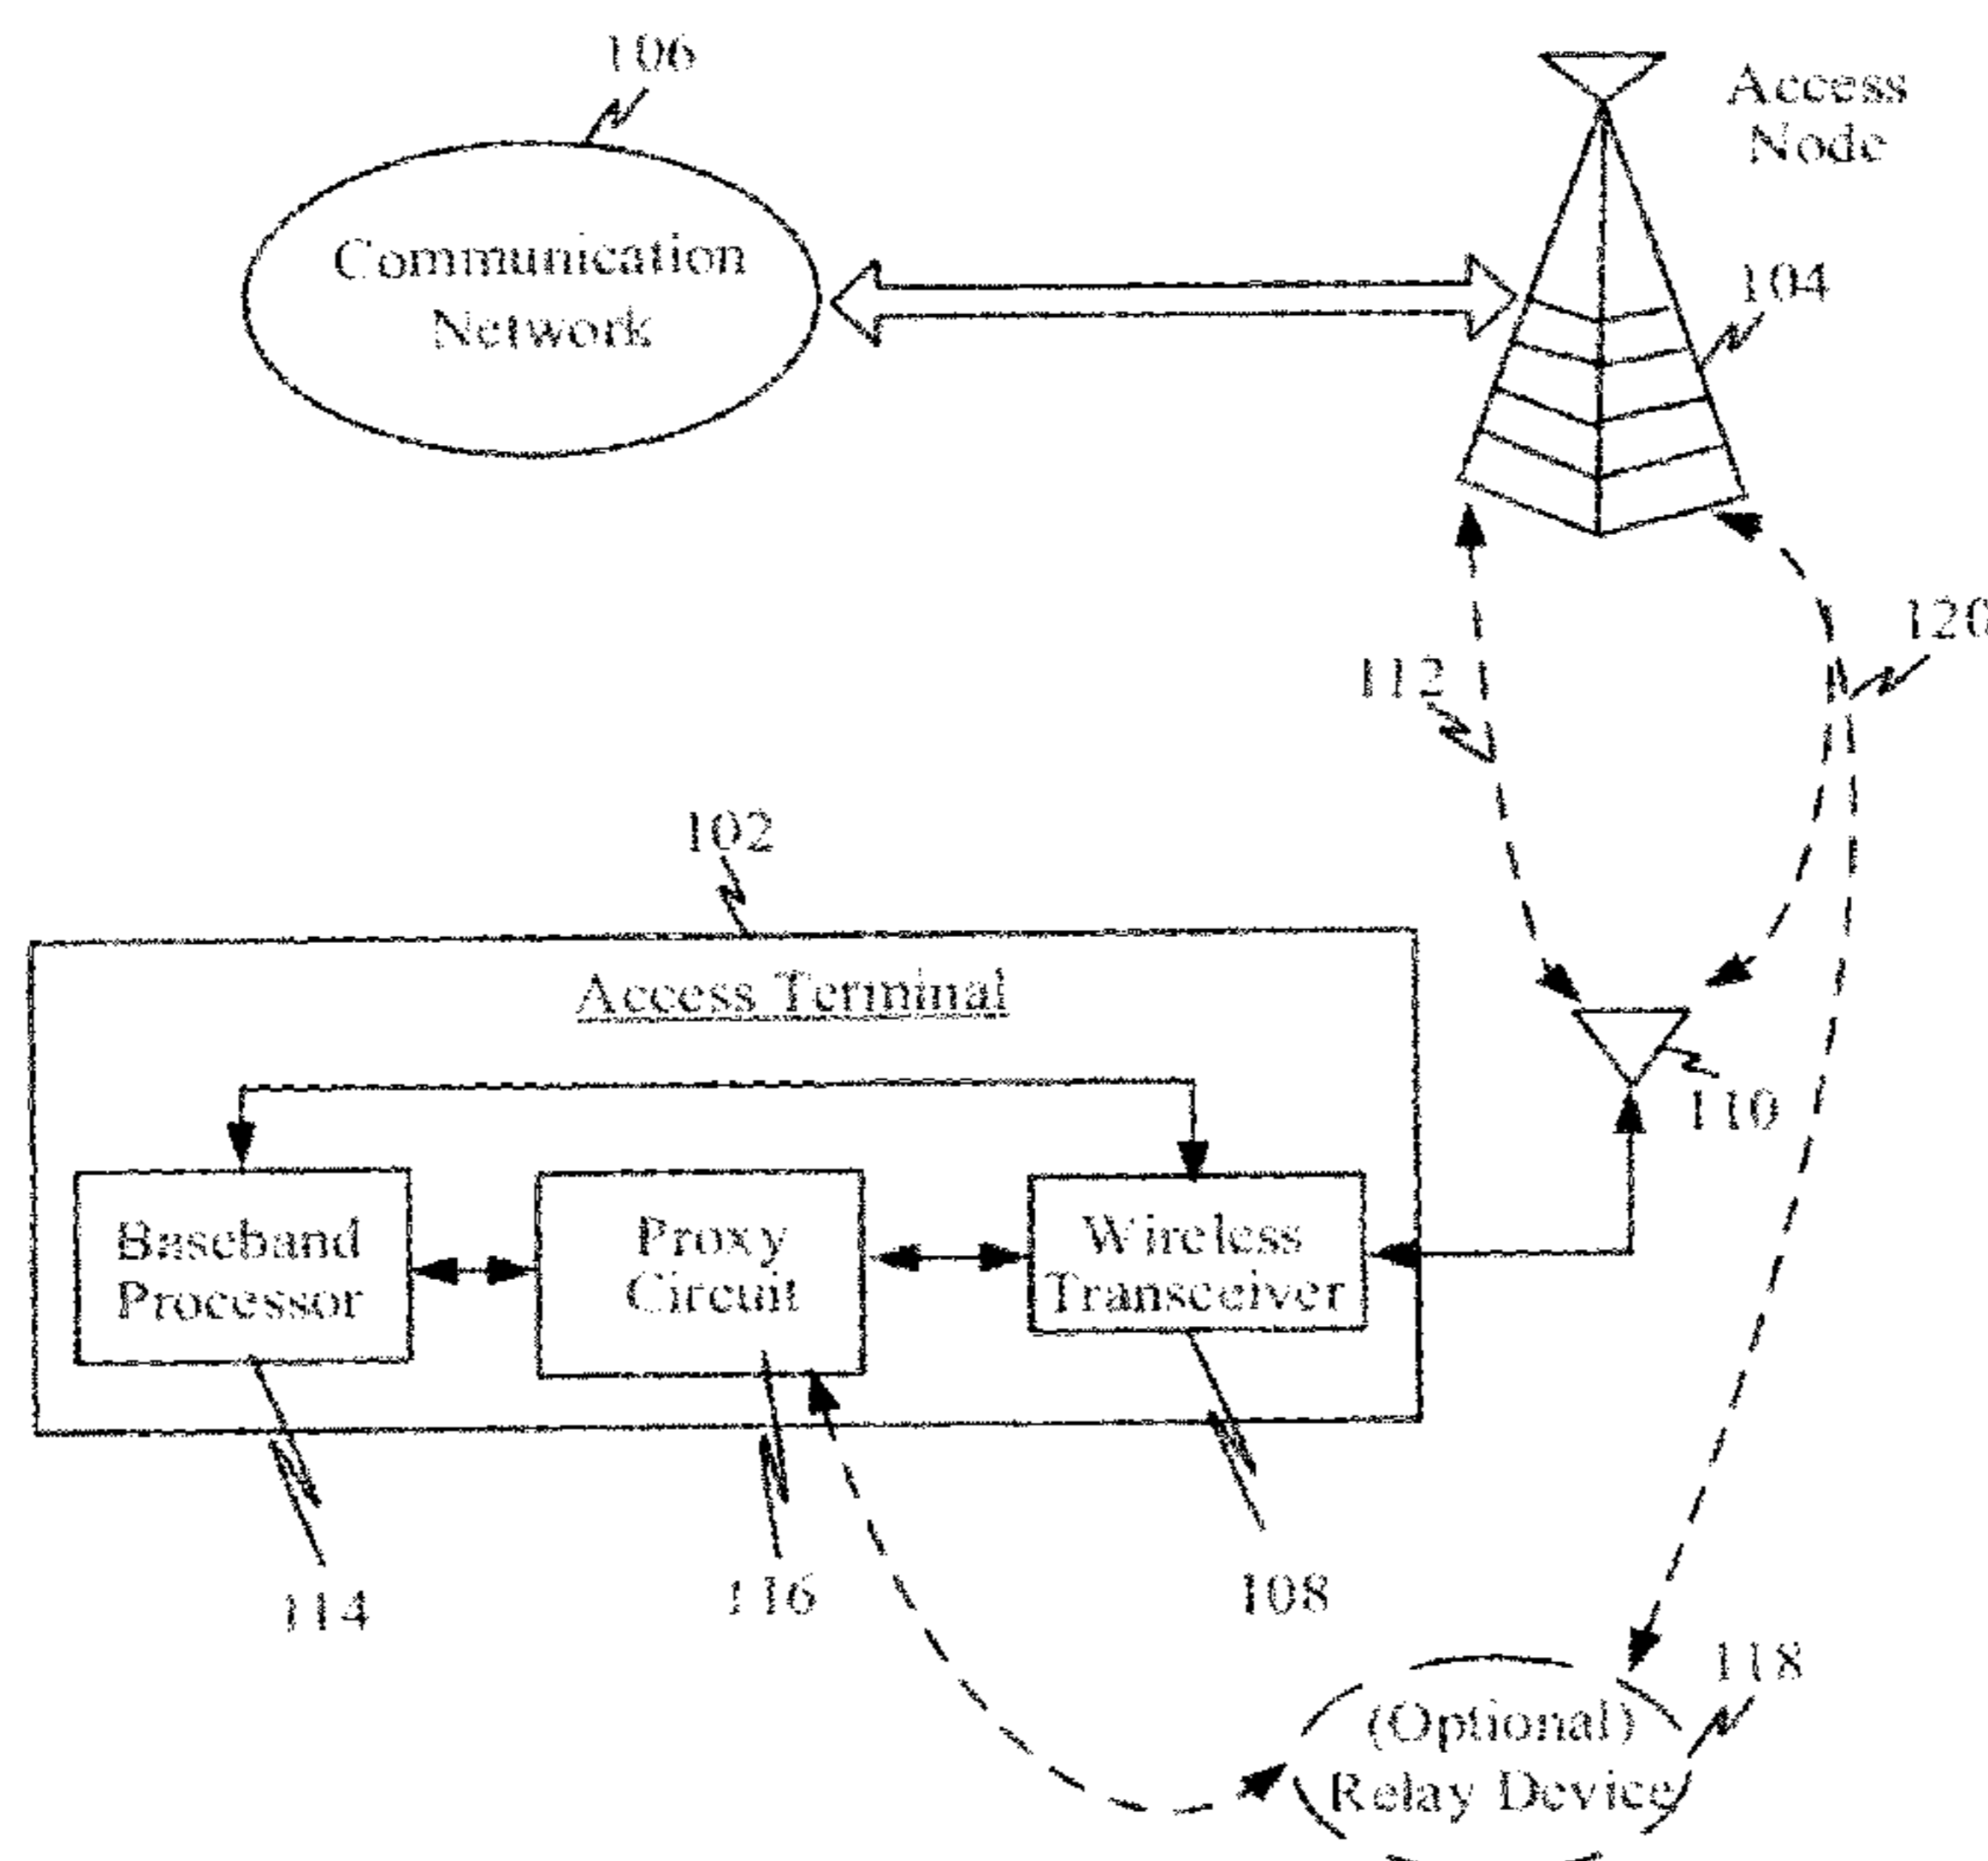 106
Access
Node
Communication
Network
104
120
112
102
Access Terminal
110
Baseband
Processor
Proxy
Circuit
Wireless
Transceiver
114
116
108
118
(Optional)
Relay Device